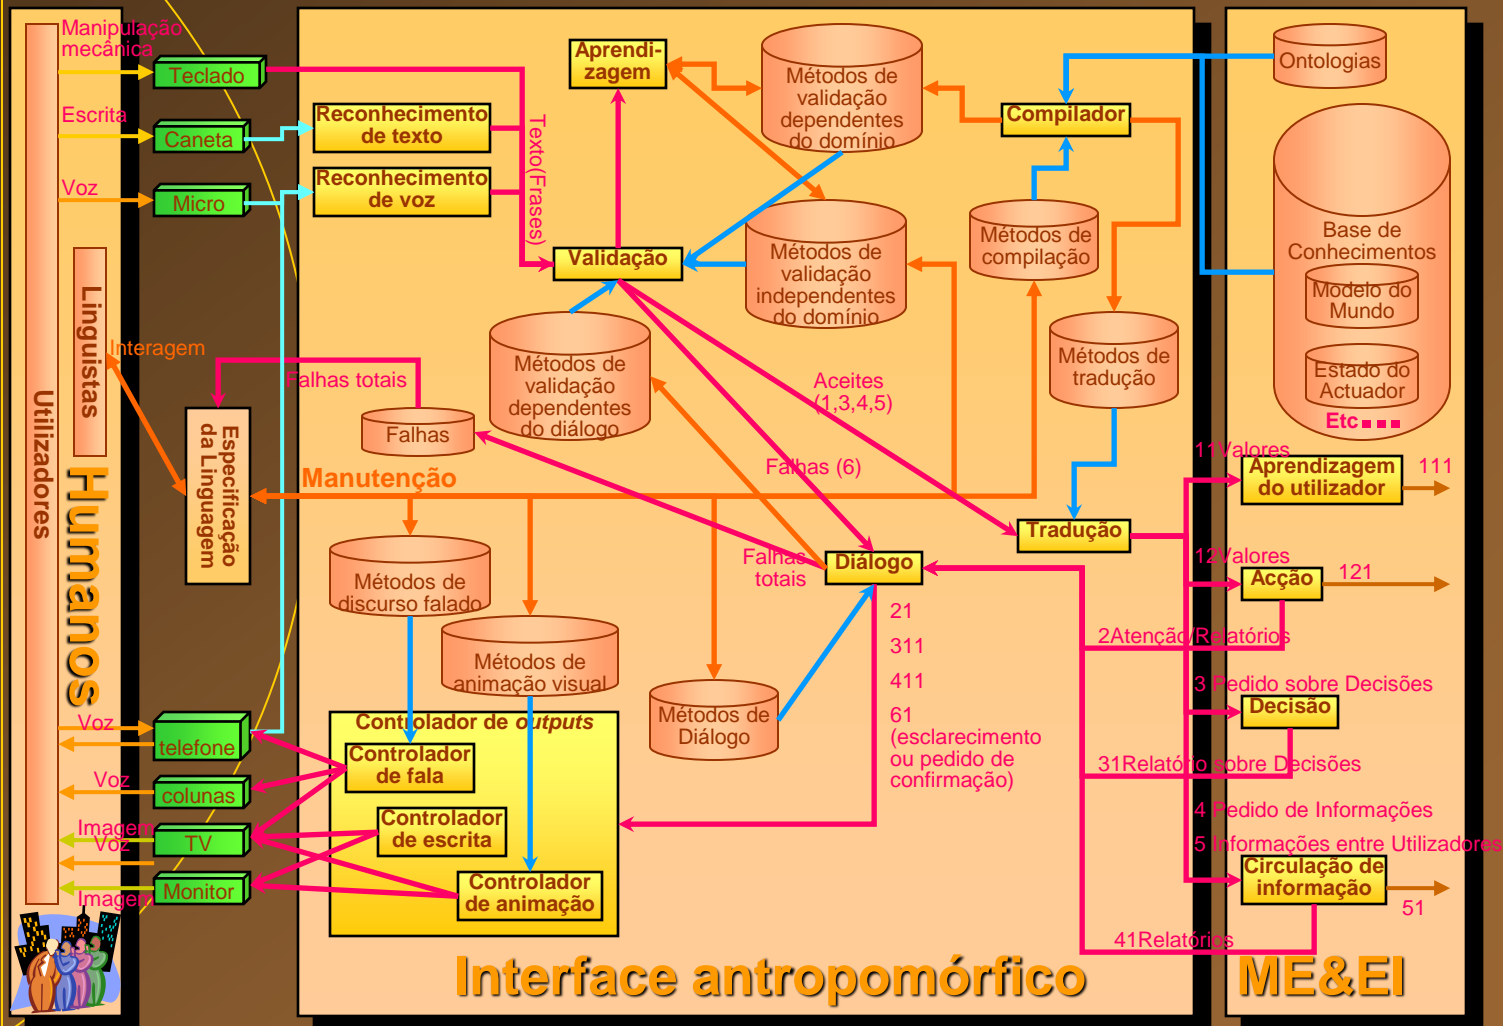 Manipulação
mecânica
Escrita
Voz
Utilizadores
Linguistas
Humanos
Interagem
Teclado
Caneta
Micro
Especificação
da Linguagem
Voz
Voz
Imagem
Voz
Imagem
telefone
colunas
TV
Monitor
Reconhecimento
de texto
Reconhecimento
de voz
Texto(Frases)
Aprendi-
zagem
Validação
Métodos de
validação
dependentes
do domínio
Métodos de
validação
independentes
do domínio
Compilador
Métodos de
compilação
Métodos de
tradução
Métodos de
validação
dependentes
do diálogo
Falhas totais
Falhas
Manutenção
Aceites
(1,3,4,5)
Falhas (6)
Tradução
Falhas
totais
Diálogo
Métodos de
discurso falado
Métodos de
animação visual
Métodos de
Diálogo
21
311
411
61
(esclarecimento
ou pedido de
confirmação)
Controlador de outputs
Controlador
de fala
Controlador
de escrita
Controlador
de animação
Interface antropomórfico
Ontologias
Base de
Conhecimentos
Modelo do
Mundo
Estado do
Actuador
Etc
11Valores
Aprendizagem
do utilizador
111
12Valores
Acção
121
2Atenção/Relatórios
3 Pedido sobre Decisões
Decisão
31Relatório sobre Decisões
4 Pedido de Informações
5 Informações entre Utilizadores
Circulação de
informação
51
41Relatórios
ME&EI